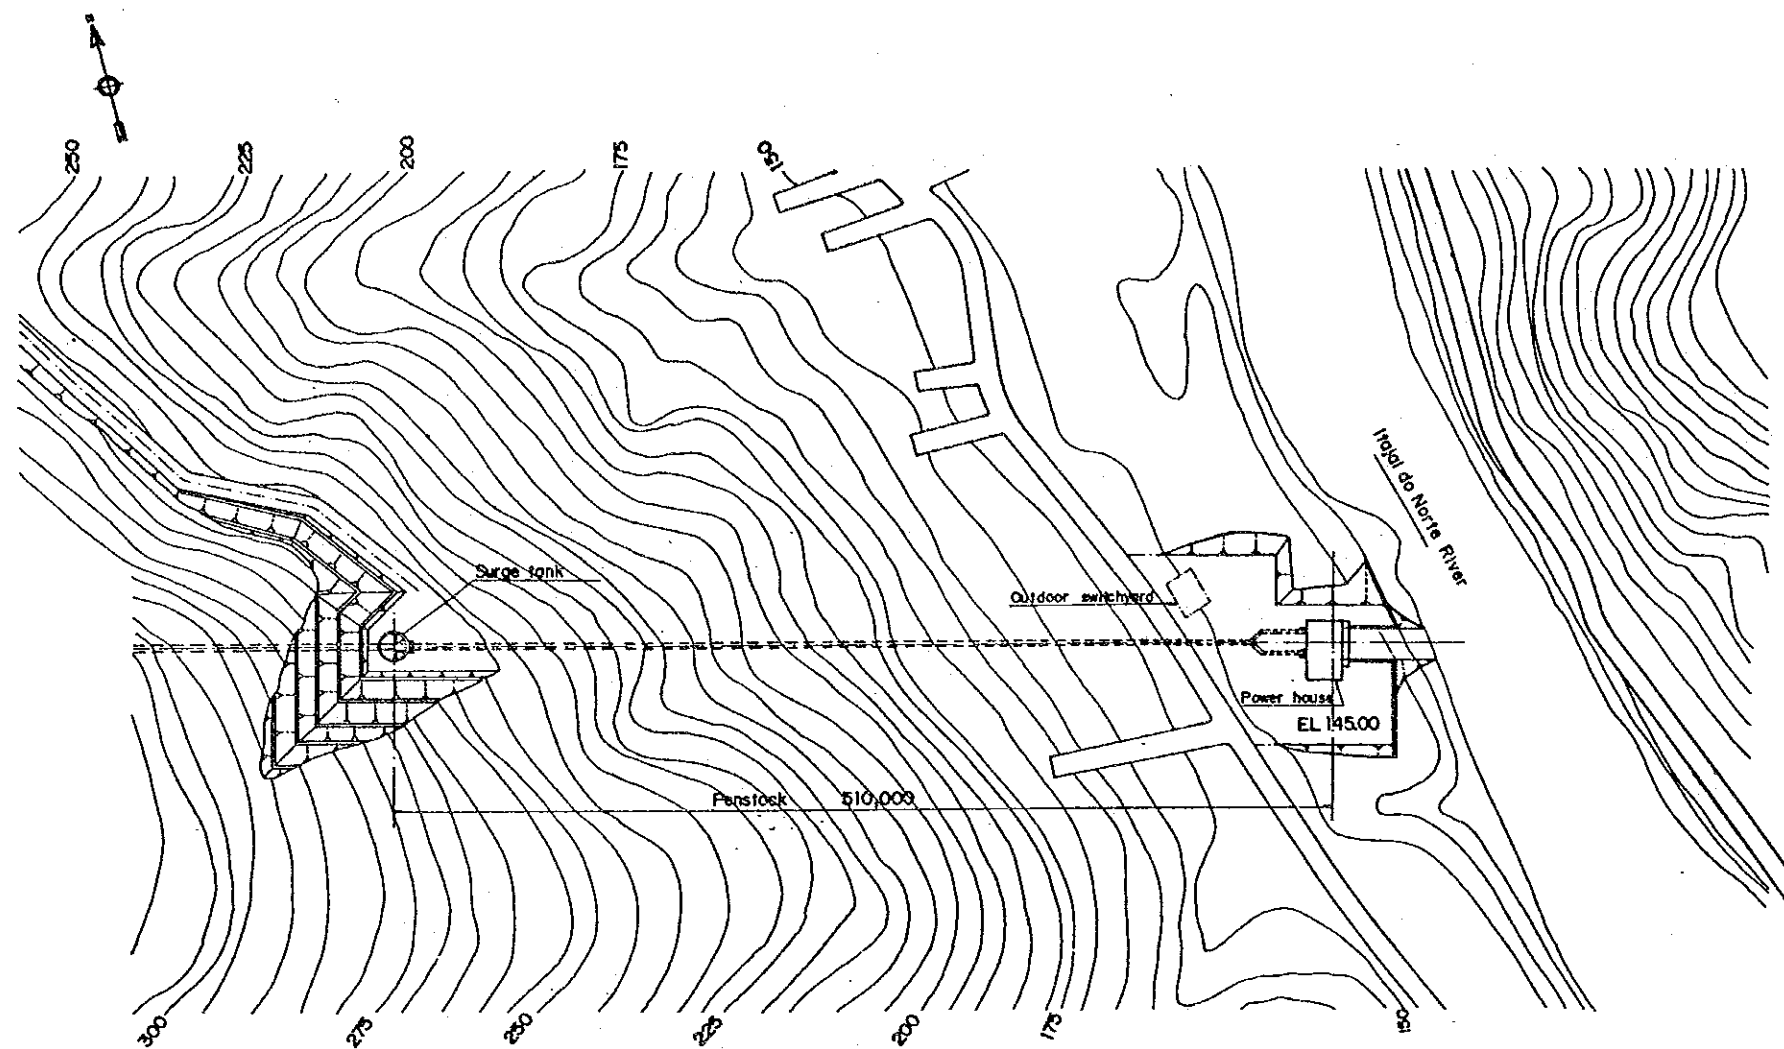 250
225
200
175
150
Itajaí do Norte River
Surge tank
Outdoor switchyard
Power house
EL 145.00
Penstock 510,000
300
275
250
225
200
175
150